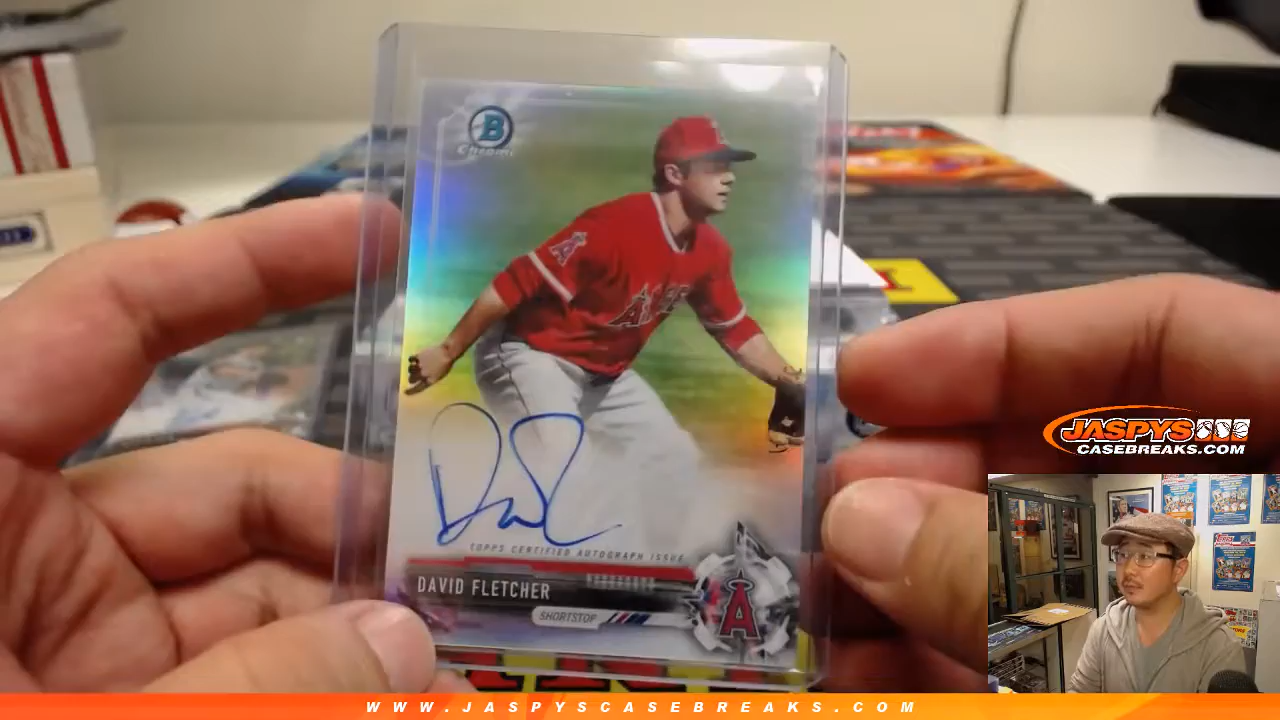 B
Chrome
TOPPS CERTIFIED AUTOGRAPH ISSUE
DAVID FLETCHER
SHORTSTOP
A
JASPYS
CASEBREAKS.COM
WWW.JASPYSCASEBREAKS.COM